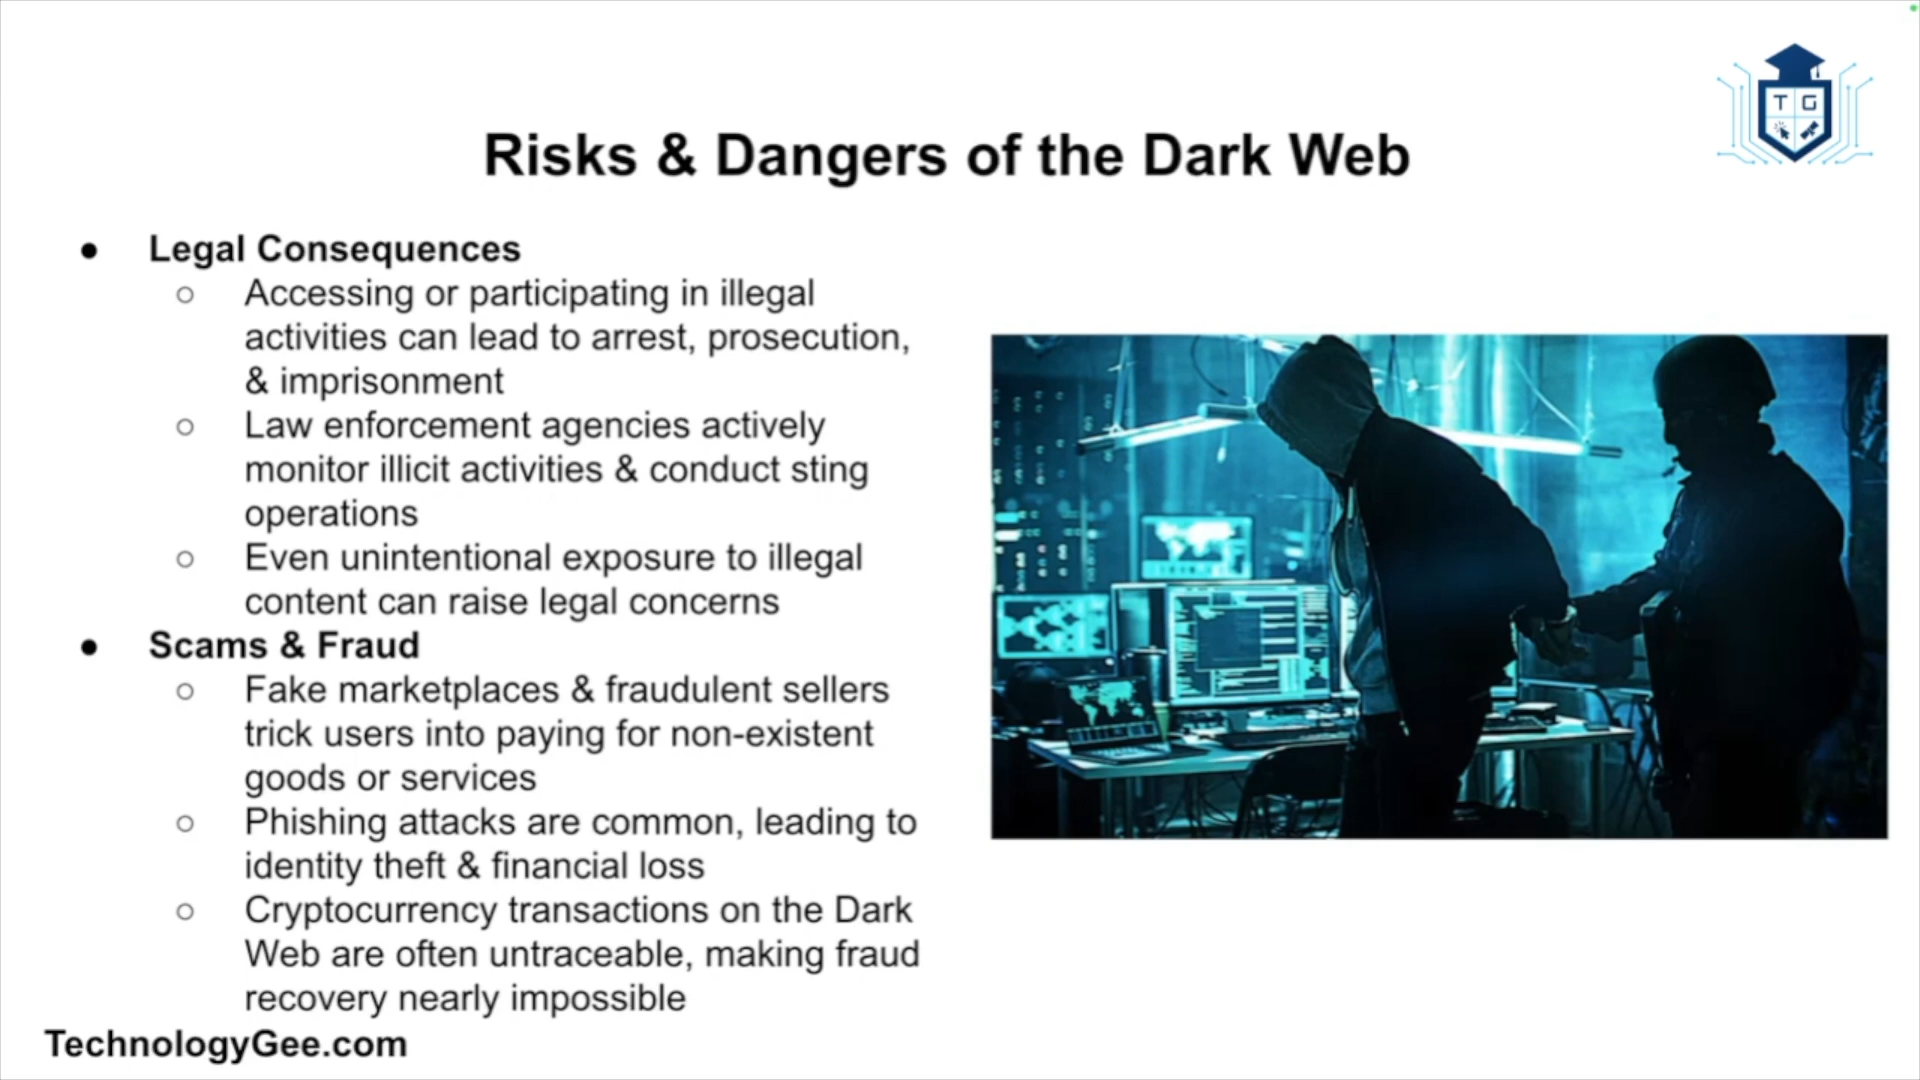 T G
Risks & Dangers of the Dark Web
● Legal Consequences
○ Accessing or participating in illegal
activities can lead to arrest, prosecution,
& imprisonment
○ Law enforcement agencies actively
monitor illicit activities & conduct sting
operations
○ Even unintentional exposure to illegal
content can raise legal concerns
● Scams & Fraud
○ Fake marketplaces & fraudulent sellers
trick users into paying for non-existent
goods or services
○ Phishing attacks are common, leading to
identity theft & financial loss
○ Cryptocurrency transactions on the Dark
Web are often untraceable, making fraud
recovery nearly impossible
TechnologyGee.com